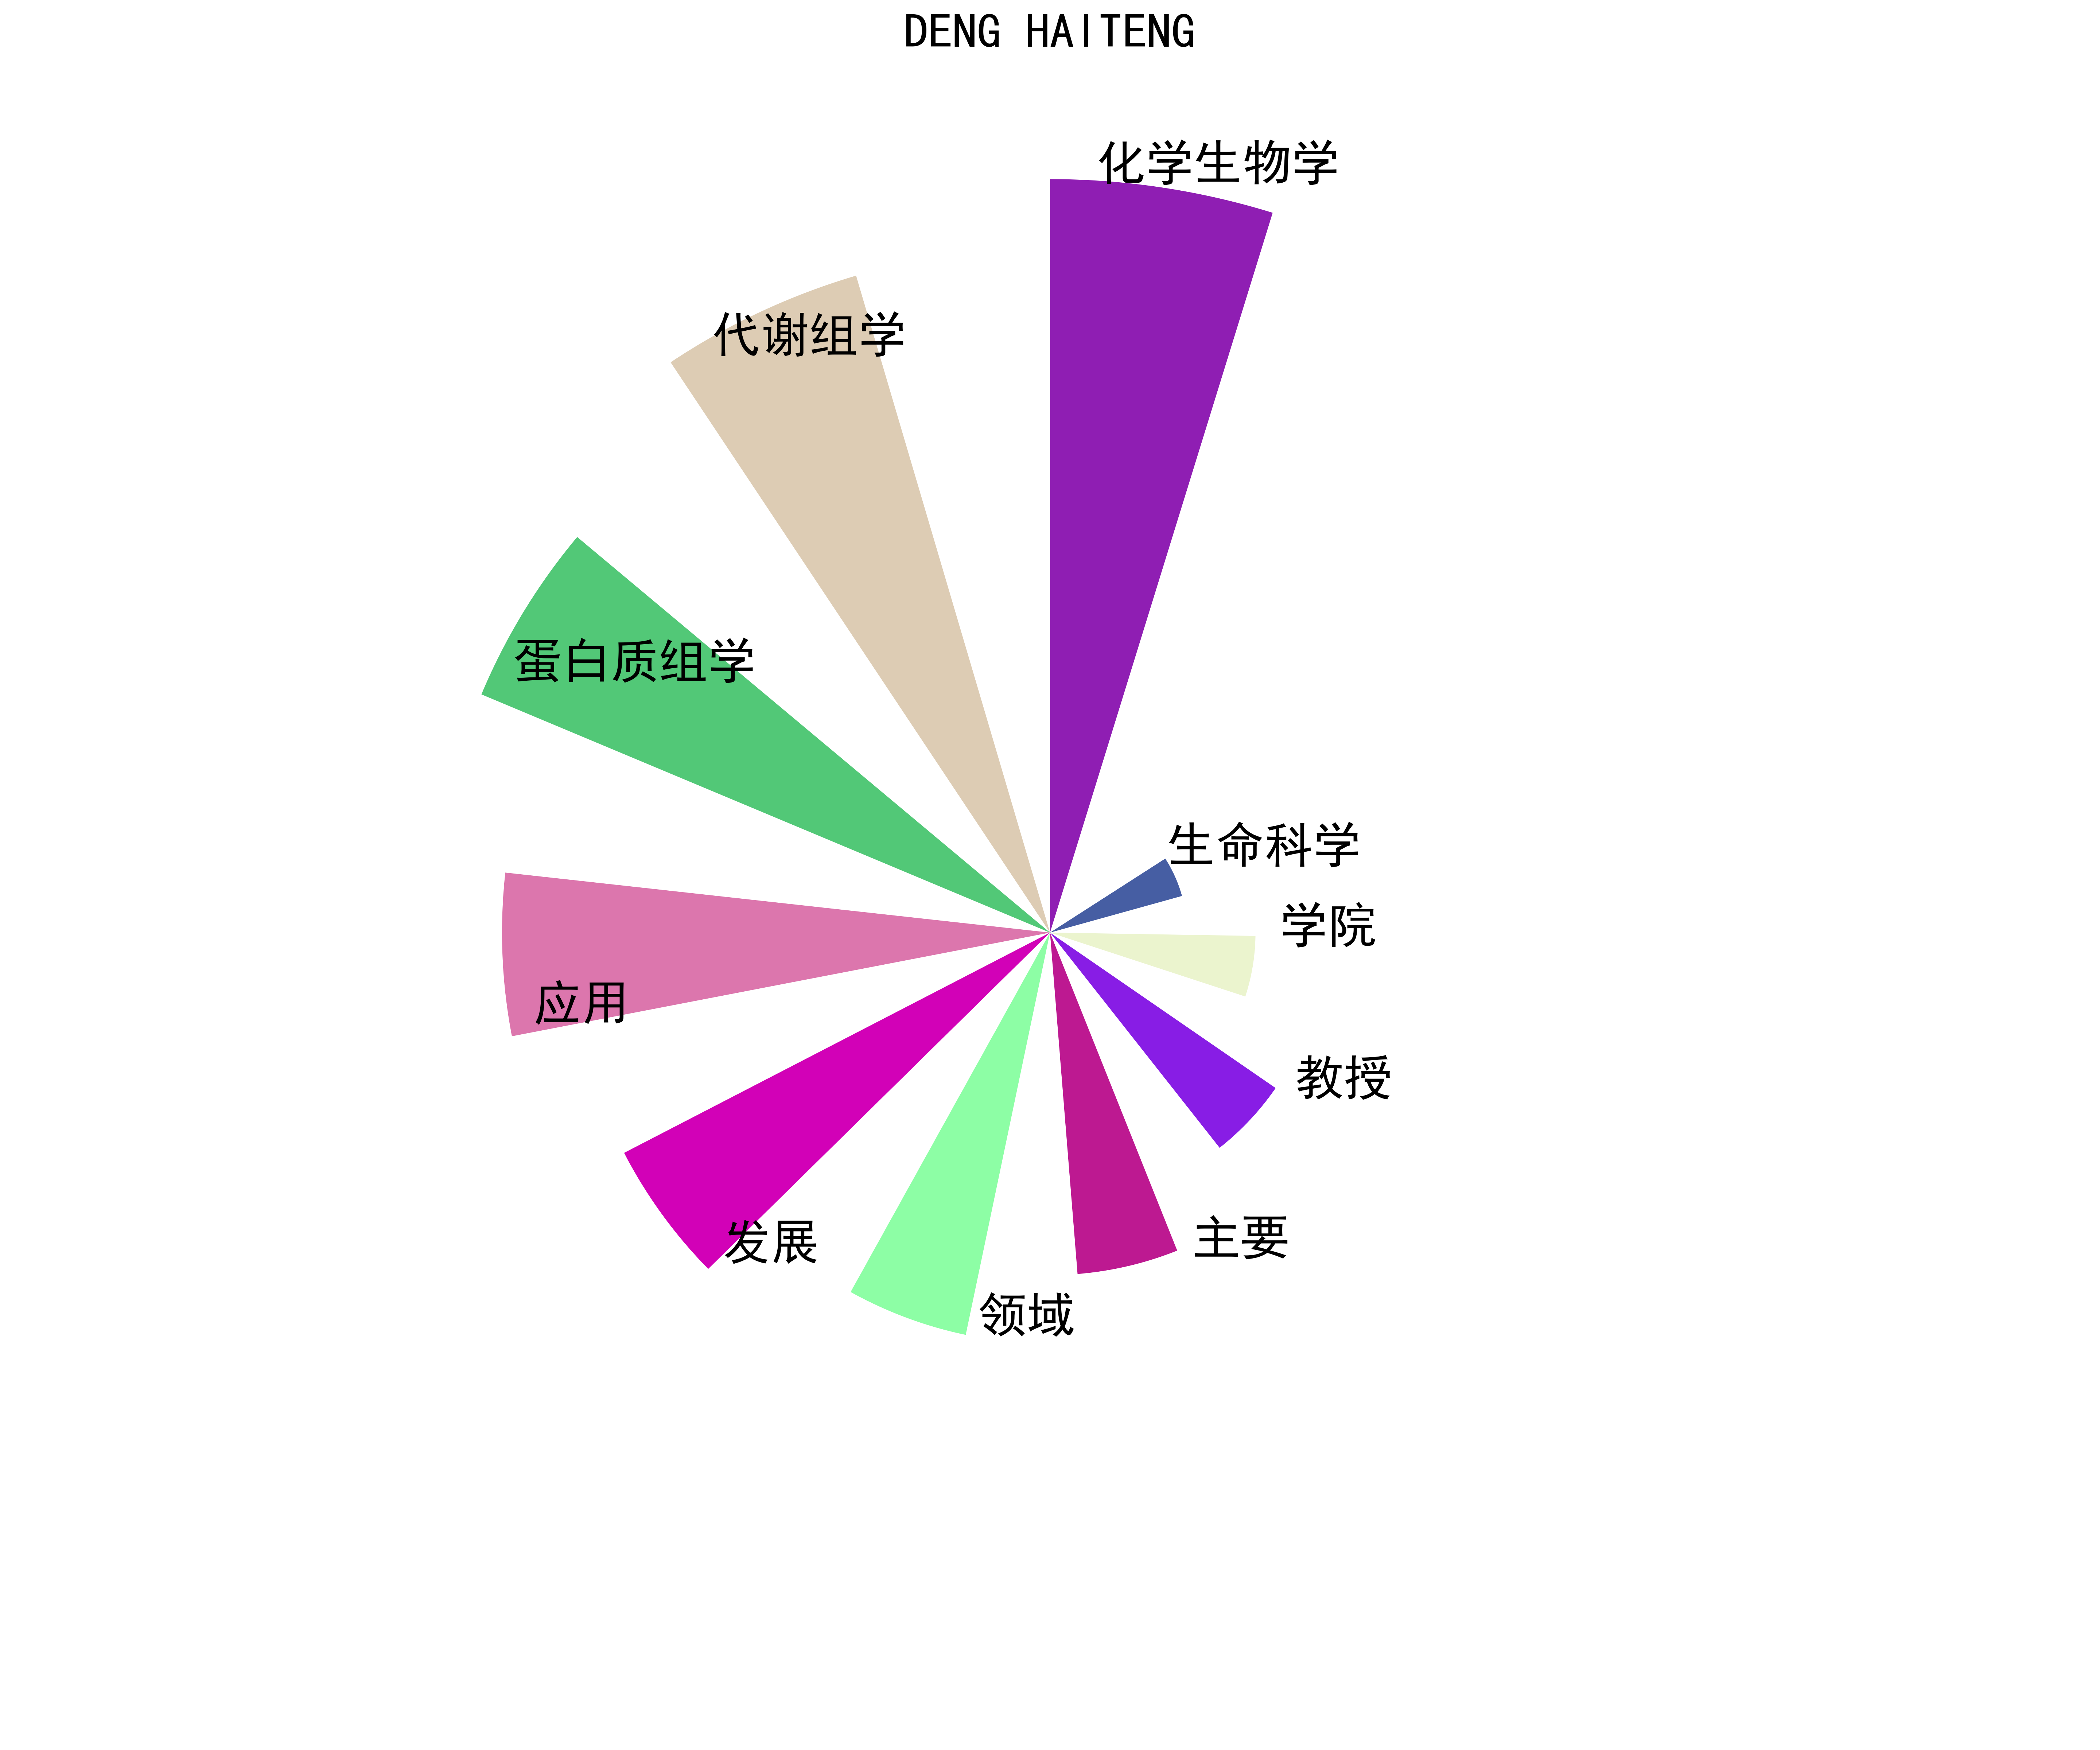 DENG HAITENG
化学生物学
代谢组学
蛋白质组学
生命科学
学院
应用
教授
发展
主要
领域